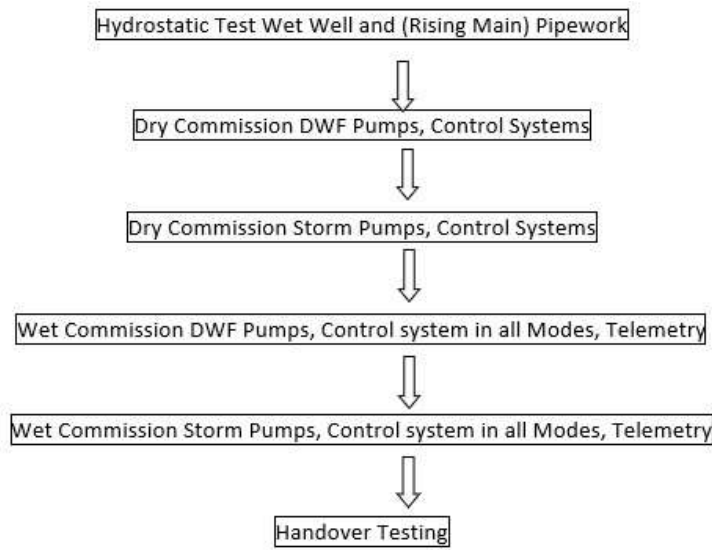 Hydrostatic Test Wet Well and (Rising Main) Pipework
Dry Commission DWF Pumps, Control Systems
Dry Commission Storm Pumps, Control Systems
Wet Commission DWF Pumps, Control system in all Modes, Telemetry
Wet Commission Storm Pumps, Control system in all Modes, Telemetry
Handover Testing